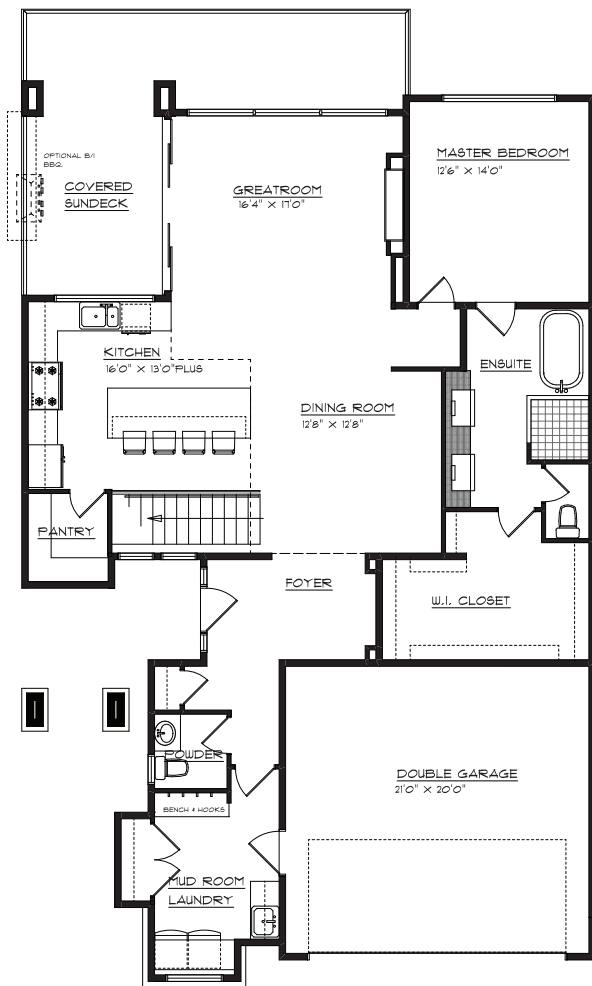 MASTER BEDROOM
12'6" X 14'0"
OPTIONAL B/I
BBQ.
COVERED
SUNDECK
GREATROOM
16'4" X 17'0"
KITCHEN
16'0" X 13'0"PLUS
ENSUITE
DINING ROOM
12'8" X 12'8"
PANTRY
FOYER
W.I. CLOSET
POWDER
DOUBLE GARAGE
21'0" X 20'0"
BENCH & HOOKS
MUD ROOM
LAUNDRY